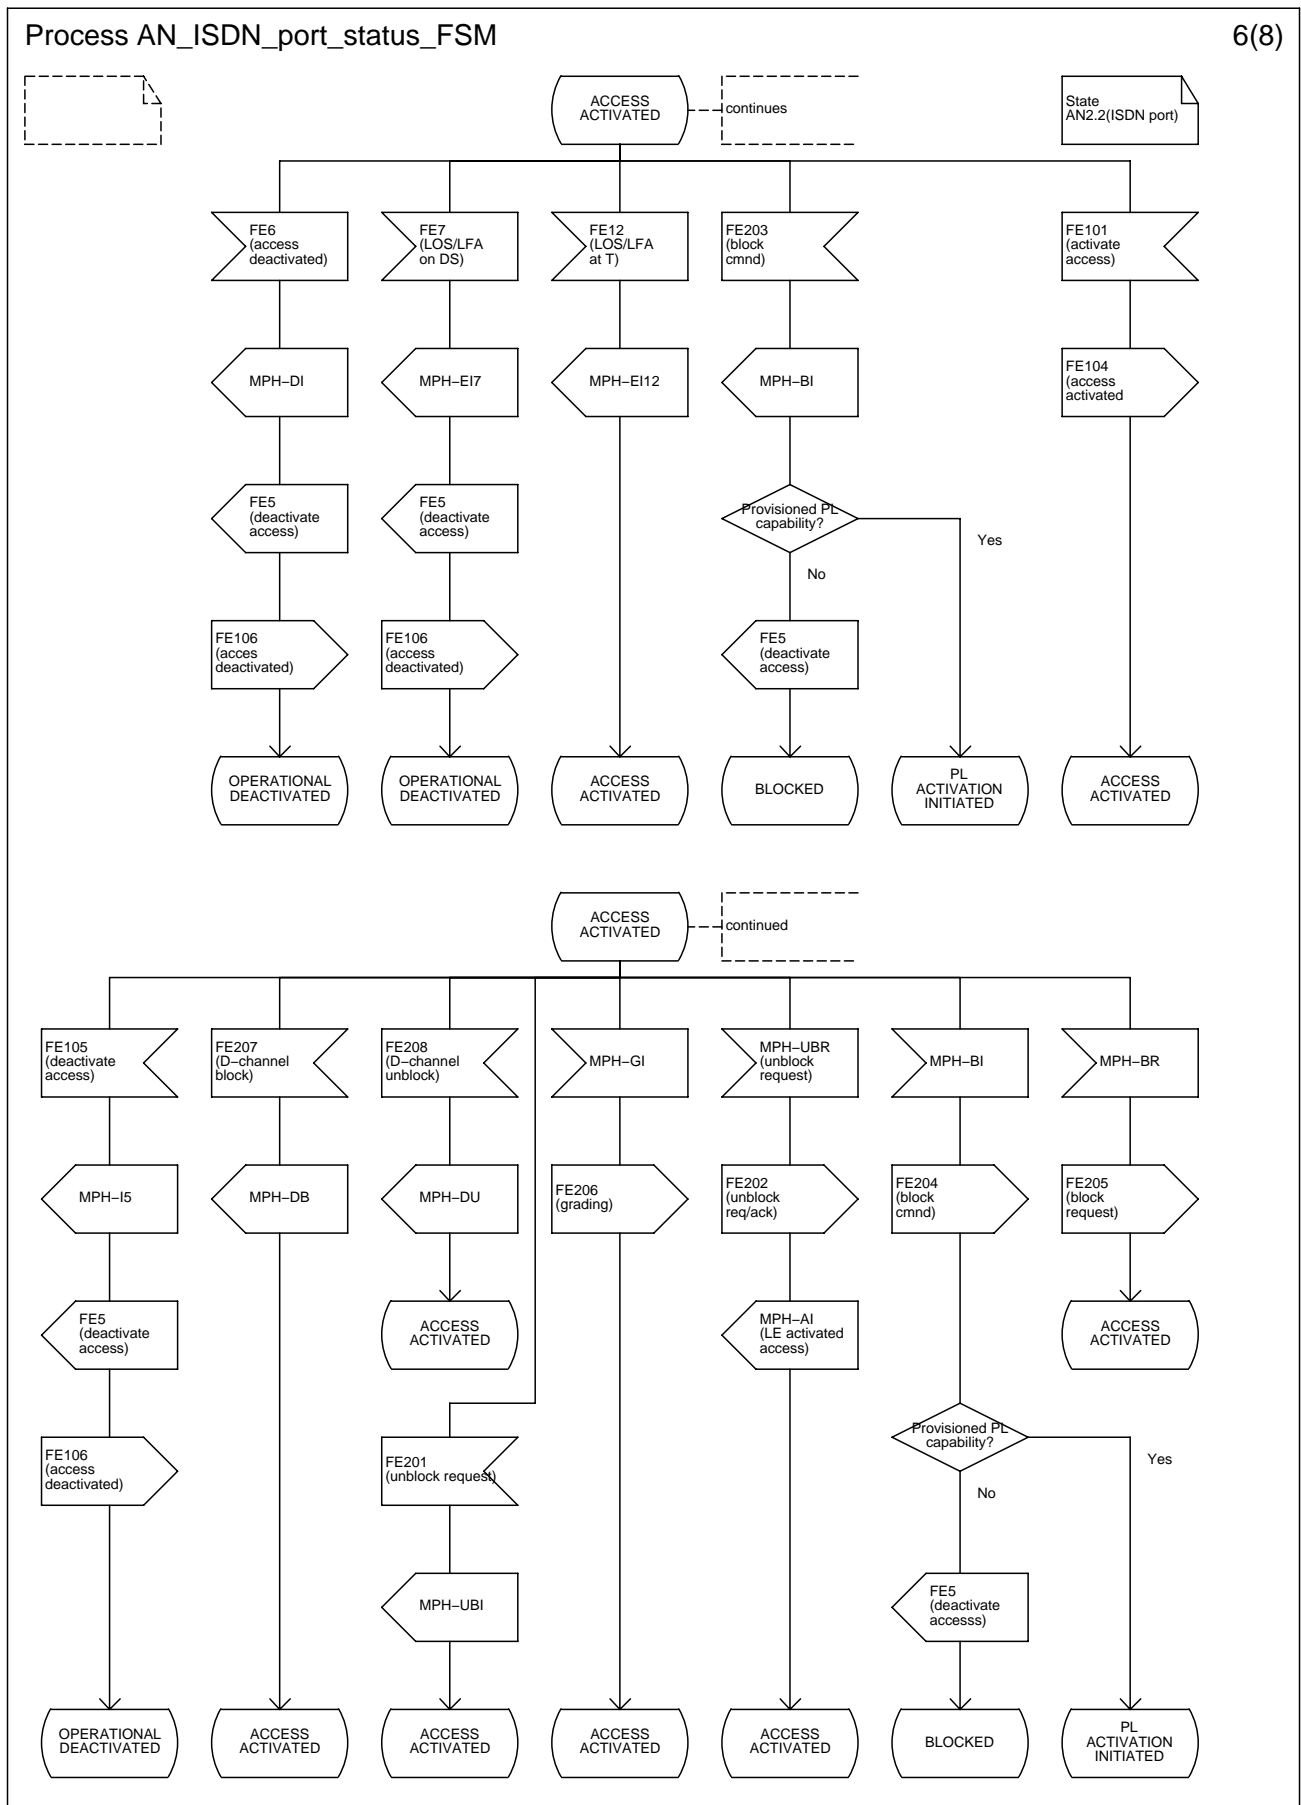 Process AN_ISDN_port_status_FSM
6(8)
ACCESS
ACTIVATED
continues
State
AN2.2(ISDN port)
FE6
(access
deactivated)
FE7
(LOS/LFA
on DS)
FE12
(LOS/LFA
at T)
FE203
(block
cmnd)
FE101
(activate
access)
MPH−DI
MPH−EI7
MPH−EI12
MPH−BI
FE104
(access
activated
FE5
(deactivate
access)
FE5
(deactivate
access)
Provisioned PL
capability?
Yes
No
FE106
(acces
deactivated)
FE106
(access
deactivated)
FE5
(deactivate
access)
OPERATIONAL
DEACTIVATED
OPERATIONAL
DEACTIVATED
ACCESS
ACTIVATED
BLOCKED
PL
ACTIVATION
INITIATED
ACCESS
ACTIVATED
ACCESS
ACTIVATED
continued
FE105
(deactivate
access)
FE207
(D−channel
block)
FE208
(D−channel
unblock)
MPH−GI
MPH−UBR
(unblock
request)
MPH−BI
MPH−BR
MPH−I5
MPH−DB
MPH−DU
FE206
(grading)
FE202
(unblock
req/ack)
FE204
(block
cmnd)
FE205
(block
request)
FE5
(deactivate
access)
ACCESS
ACTIVATED
MPH−AI
(LE activated
access)
ACCESS
ACTIVATED
FE106
(access
deactivated)
FE201
(unblock request)
Provisioned PL
capability?
Yes
No
MPH−UBI
FE5
(deactivate
accesss)
OPERATIONAL
DEACTIVATED
ACCESS
ACTIVATED
ACCESS
ACTIVATED
ACCESS
ACTIVATED
ACCESS
ACTIVATED
BLOCKED
PL
ACTIVATION
INITIATED